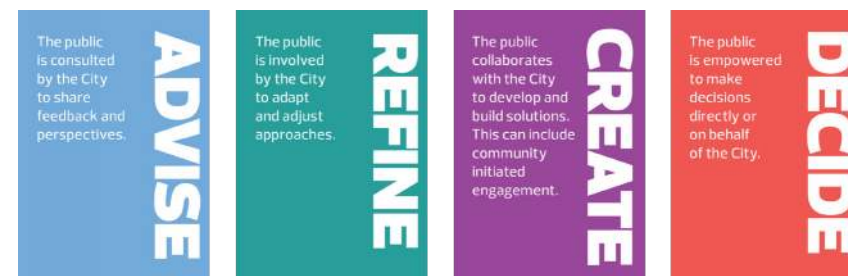 The public
is consulted
by the City
to share
feedback and
perspectives.
ADVISE
The public
is involved
by the City
to adapt
and adjust
approaches.
REFINE
The public
collaborates
with the City
to develop and
build solutions.
This can include
community
initiated
engagement.
CREATE
The public
is empowered
to make
decisions
directly or
on behalf
of the City.
DECIDE